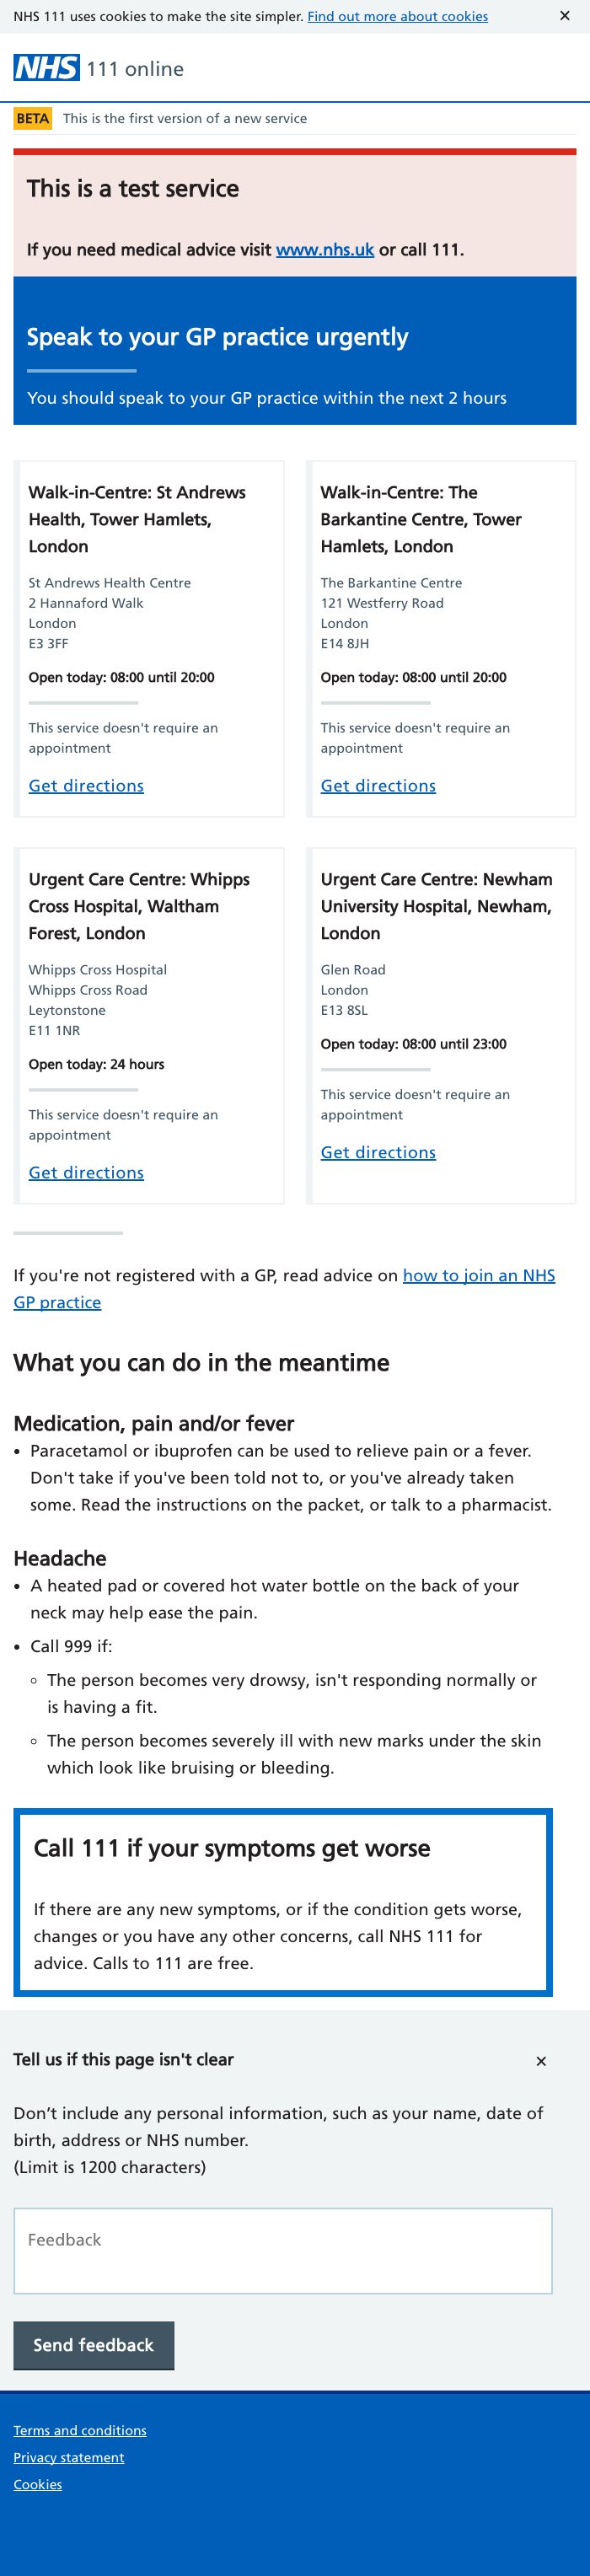 NHS 111 uses cookies to make the site simpler. Find out more about cookies ✕
NHS 111 online
BETA This is the first version of a new service
This is a test service
If you need medical advice visit www.nhs.uk or call 111.
Speak to your GP practice urgently
You should speak to your GP practice within the next 2 hours
Walk-in-Centre: St Andrews
Health, Tower Hamlets,
London
St Andrews Health Centre
2 Hannaford Walk
London
E3 3FF
Open today: 08:00 until 20:00
This service doesn't require an
appointment
Get directions
Walk-in-Centre: The
Barkantine Centre, Tower
Hamlets, London
The Barkantine Centre
121 Westferry Road
London
E14 8JH
Open today: 08:00 until 20:00
This service doesn't require an
appointment
Get directions
Urgent Care Centre: Whipps
Cross Hospital, Waltham
Forest, London
Whipps Cross Hospital
Whipps Cross Road
Leytonstone
E11 1NR
Open today: 24 hours
This service doesn't require an
appointment
Get directions
Urgent Care Centre: Newham
University Hospital, Newham,
London
Glen Road
London
E13 8SL
Open today: 08:00 until 23:00
This service doesn't require an
appointment
Get directions
If you're not registered with a GP, read advice on how to join an NHS
GP practice
What you can do in the meantime
Medication, pain and/or fever
• Paracetamol or ibuprofen can be used to relieve pain or a fever.
Don't take if you've been told not to, or you've already taken
some. Read the instructions on the packet, or talk to a pharmacist.
Headache
• A heated pad or covered hot water bottle on the back of your
neck may help ease the pain.
• Call 999 if:
◦ The person becomes very drowsy, isn't responding normally or
is having a fit.
◦ The person becomes severely ill with new marks under the skin
which look like bruising or bleeding.
Call 111 if your symptoms get worse
If there are any new symptoms, or if the condition gets worse,
changes or you have any other concerns, call NHS 111 for
advice. Calls to 111 are free.
Tell us if this page isn't clear ✕
Don’t include any personal information, such as your name, date of
birth, address or NHS number.
(Limit is 1200 characters)
Feedback
Send feedback
Terms and conditions
Privacy statement
Cookies